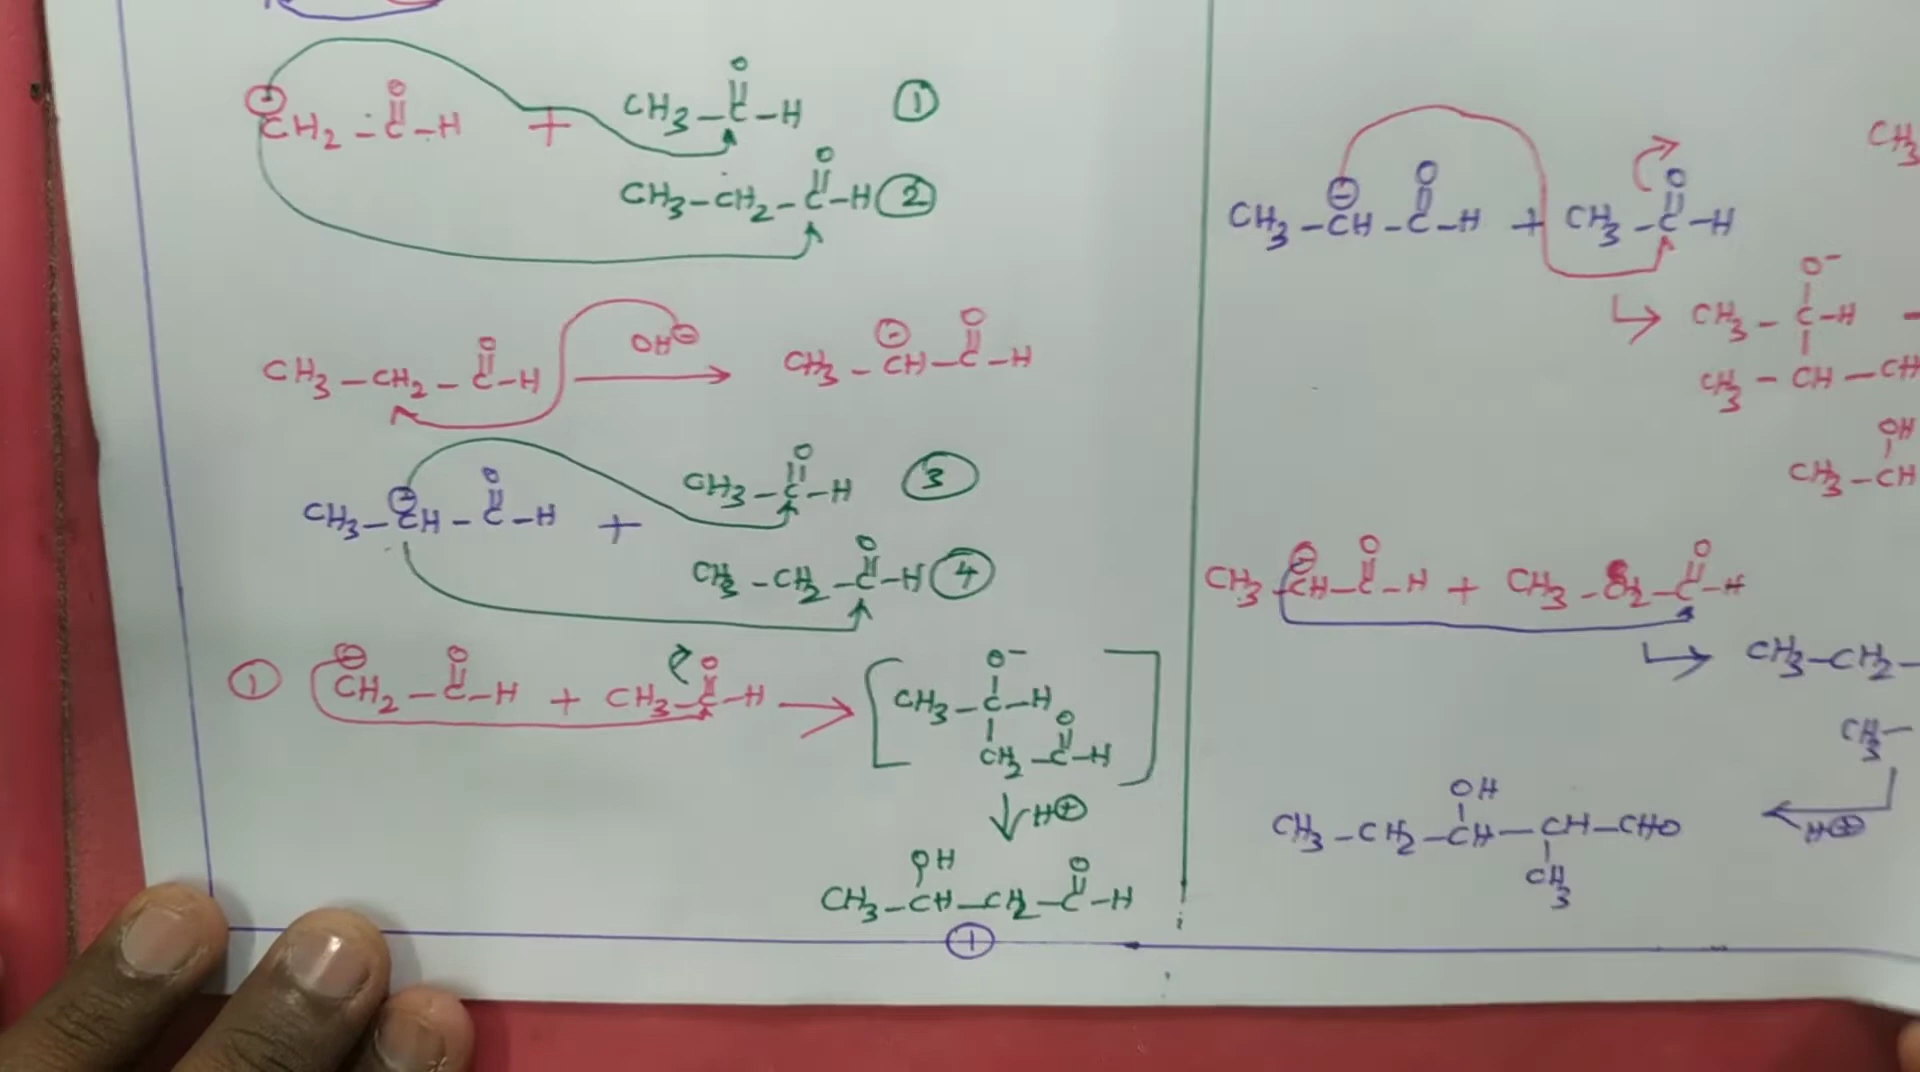 ⊖CH2 - C(=O) - H + CH3 - C(=O) - H ①
CH3 - CH2 - C(=O) - H ②
CH3 - CH2 - C(=O) - H OH⊖ → CH3 - ⊖CH - C(=O) - H
CH3 - ⊖CH - C(=O) - H + CH3 - C(=O) - H ③
CH3 - CH2 - C(=O) - H ④
① ⊖CH2 - C(=O) - H + CH3 - C(=O) - H →
O-
CH3 - C - H
CH2 - C(=O) - H
↓ H⊕
OH
CH3 - CH - CH2 - C(=O) - H
①
CH3
CH3 - ⊖CH - C(=O) - H + CH3 - C(=O) - H
O-
↳ CH3 - C - H -
CH3 - CH - CH
OH
CH3 - CH
CH3 - ⊖CH - C(=O) - H + CH3 - CH2 - C(=O) - H
↳ CH3 - CH2 -
CH3 -
H⊕
OH
CH3 - CH2 - CH - CH - CHO
CH3